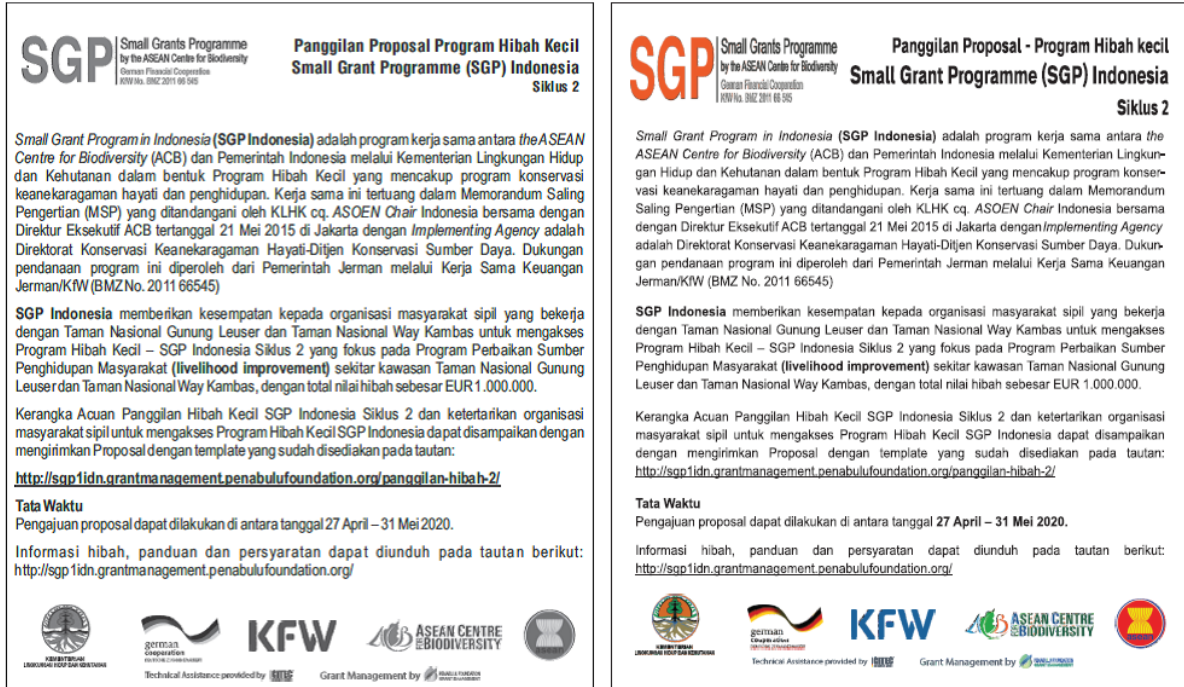 SGP
Small Grants Programme
by the ASEAN Centre for Biodiversity
German Financial Cooperation
KfW No. BMZ 2011 66 545
Panggilan Proposal Program Hibah Kecil
Small Grant Programme (SGP) Indonesia
Siklus 2
Small Grant Program in Indonesia (SGP Indonesia) adalah program kerja sama antara the ASEAN
Centre for Biodiversity (ACB) dan Pemerintah Indonesia melalui Kementerian Lingkungan Hidup
dan Kehutanan dalam bentuk Program Hibah Kecil yang mencakup program konservasi
keanekaragaman hayati dan penghidupan. Kerja sama ini tertuang dalam Memorandum Saling
Pengertian (MSP) yang ditandangani oleh KLHK cq. ASOEN Chair Indonesia bersama dengan
Direktur Eksekutif ACB tertanggal 21 Mei 2015 di Jakarta dengan Implementing Agency adalah
Direktorat Konservasi Keanekaragaman Hayati-Ditjen Konservasi Sumber Daya. Dukungan
pendanaan program ini diperoleh dari Pemerintah Jerman melalui Kerja Sama Keuangan
Jerman/KfW (BMZ No. 2011 66545)
SGP Indonesia memberikan kesempatan kepada organisasi masyarakat sipil yang bekerja
dengan Taman Nasional Gunung Leuser dan Taman Nasional Way Kambas untuk mengakses
Program Hibah Kecil – SGP Indonesia Siklus 2 yang fokus pada Program Perbaikan Sumber
Penghidupan Masyarakat (livelihood improvement) sekitar kawasan Taman Nasional Gunung
Leuser dan Taman Nasional Way Kambas, dengan total nilai hibah sebesar EUR 1.000.000.
Kerangka Acuan Panggilan Hibah Kecil SGP Indonesia Siklus 2 dan ketertarikan organisasi
masyarakat sipil untuk mengakses Program Hibah Kecil SGP Indonesia dapat disampaikan dengan
mengirimkan Proposal dengan template yang sudah disediakan pada tautan:
http://sgp1idn.grantmanagement.penabulufoundation.org/panggilan-hibah-2/
Tata Waktu
Pengajuan proposal dapat dilakukan di antara tanggal 27 April – 31 Mei 2020.
Informasi hibah, panduan dan persyaratan dapat diunduh pada tautan berikut:
http://sgp1idn.grantmanagement.penabulufoundation.org/
KEMENTERIAN
LINGKUNGAN HIDUP DAN KEHUTANAN
german
cooperation
KFW
ASEAN CENTRE
FOR BIODIVERSITY
asean
Technical Assistance provided by
Grant Management by
SGP
Small Grants Programme
by the ASEAN Centre for Biodiversity
German Financial Cooperation
KfW No. BMZ 2011 66 545
Panggilan Proposal - Program Hibah kecil
Small Grant Programme (SGP) Indonesia
Siklus 2
Small Grant Program in Indonesia (SGP Indonesia) adalah program kerja sama antara the
ASEAN Centre for Biodiversity (ACB) dan Pemerintah Indonesia melalui Kementerian Lingkun-
gan Hidup dan Kehutanan dalam bentuk Program Hibah Kecil yang mencakup program konser-
vasi keanekaragaman hayati dan penghidupan. Kerja sama ini tertuang dalam Memorandum
Saling Pengertian (MSP) yang ditandangani oleh KLHK cq. ASOEN Chair Indonesia bersama
dengan Direktur Eksekutif ACB tertanggal 21 Mei 2015 di Jakarta dengan Implementing Agency
adalah Direktorat Konservasi Keanekaragaman Hayati-Ditjen Konservasi Sumber Daya. Dukun-
gan pendanaan program ini diperoleh dari Pemerintah Jerman melalui Kerja Sama Keuangan
Jerman/KfW (BMZ No. 2011 66545)
SGP Indonesia memberikan kesempatan kepada organisasi masyarakat sipil yang bekerja
dengan Taman Nasional Gunung Leuser dan Taman Nasional Way Kambas untuk mengakses
Program Hibah Kecil – SGP Indonesia Siklus 2 yang fokus pada Program Perbaikan Sumber
Penghidupan Masyarakat (livelihood improvement) sekitar kawasan Taman Nasional Gunung
Leuser dan Taman Nasional Way Kambas, dengan total nilai hibah sebesar EUR 1.000.000.
Kerangka Acuan Panggilan Hibah Kecil SGP Indonesia Siklus 2 dan ketertarikan organisasi
masyarakat sipil untuk mengakses Program Hibah Kecil SGP Indonesia dapat disampaikan
dengan mengirimkan Proposal dengan template yang sudah disediakan pada tautan:
http://sgp1idn.grantmanagement.penabulufoundation.org/panggilan-hibah-2/
Tata Waktu
Pengajuan proposal dapat dilakukan di antara tanggal 27 April – 31 Mei 2020.
Informasi hibah, panduan dan persyaratan dapat diunduh pada tautan berikut:
http://sgp1idn.grantmanagement.penabulufoundation.org/
KEMENTERIAN
LINGKUNGAN HIDUP DAN KEHUTANAN
german
cooperation
KFW
ASEAN CENTRE
FOR BIODIVERSITY
asean
Technical Assistance provided by
Grant Management by